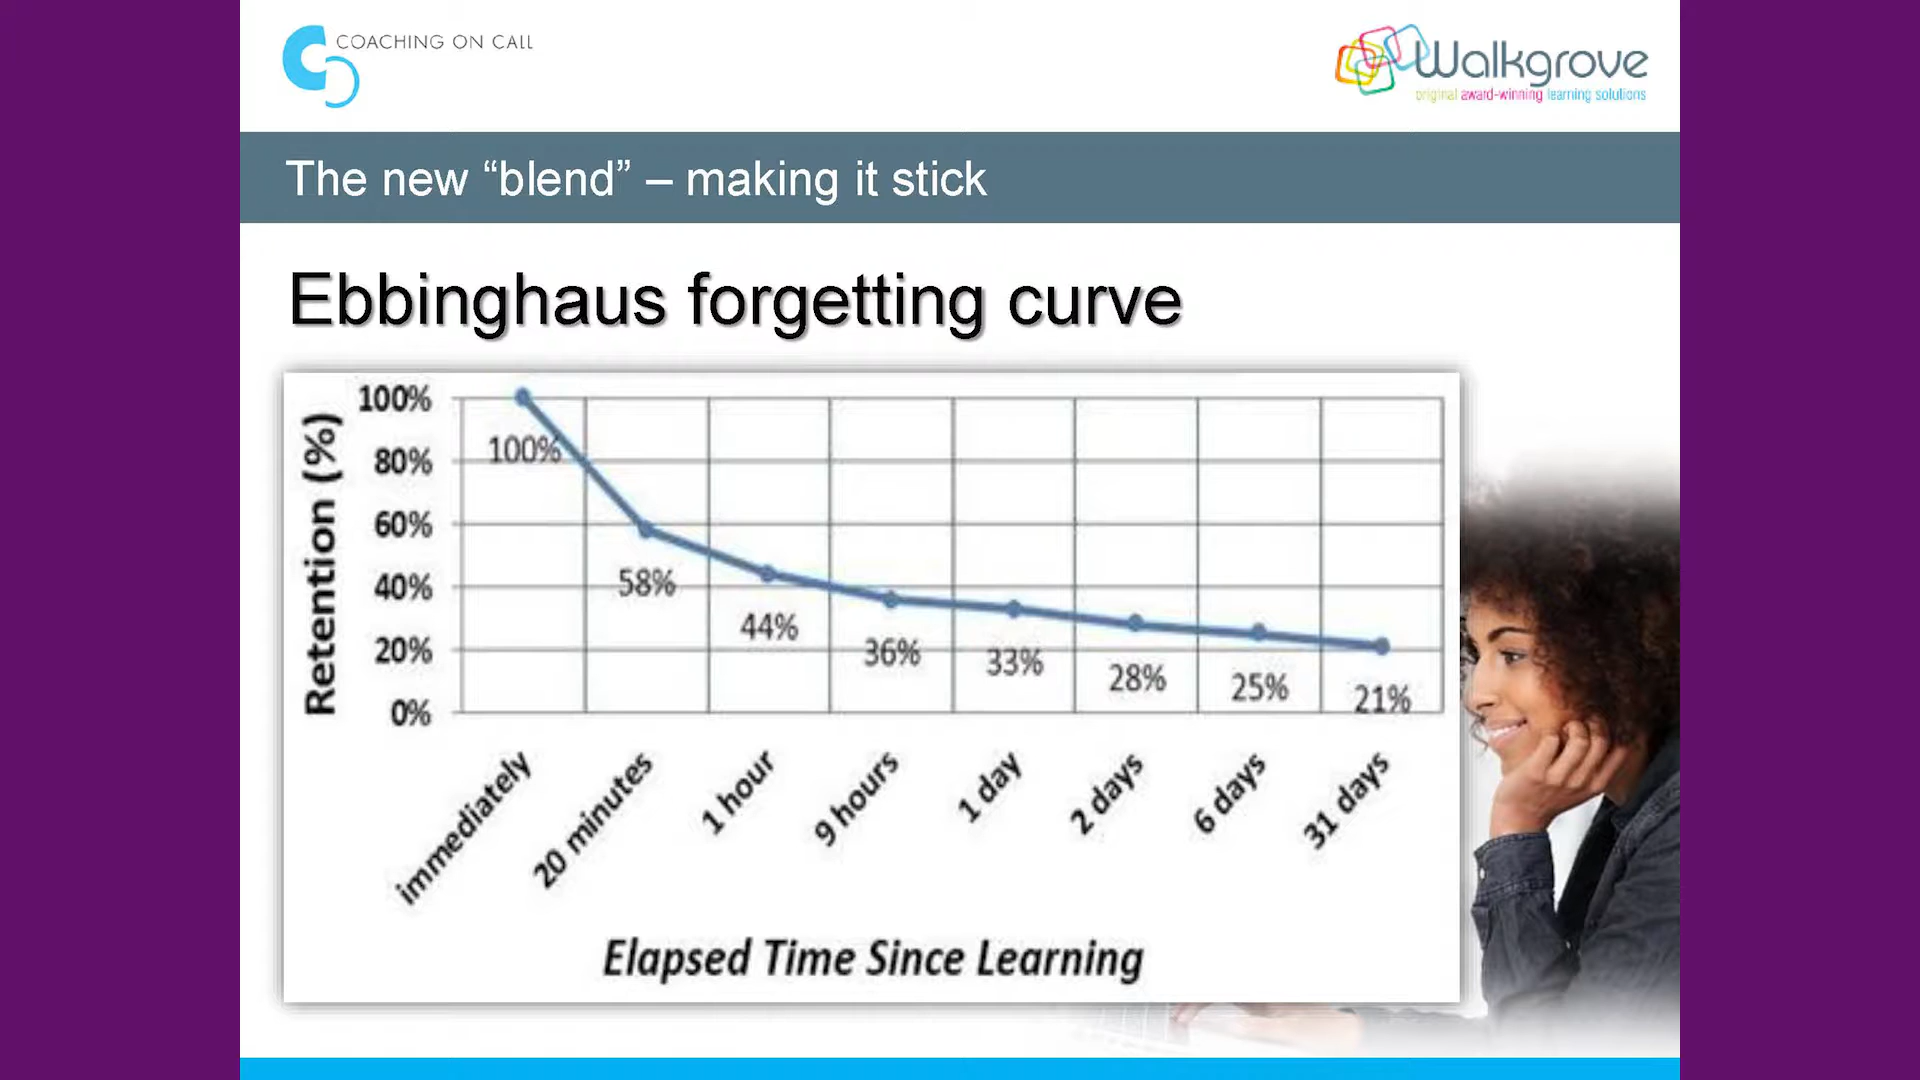 COACHING ON CALL
Walkgrove
original award-winning learning solutions
The new “blend” – making it stick
Ebbinghaus forgetting curve
Retention (%)
100%
80%
60%
40%
20%
0%
100%
58%
44%
36%
33%
28%
25%
21%
immediately
20 minutes
1 hour
9 hours
1 day
2 days
6 days
31 days
Elapsed Time Since Learning